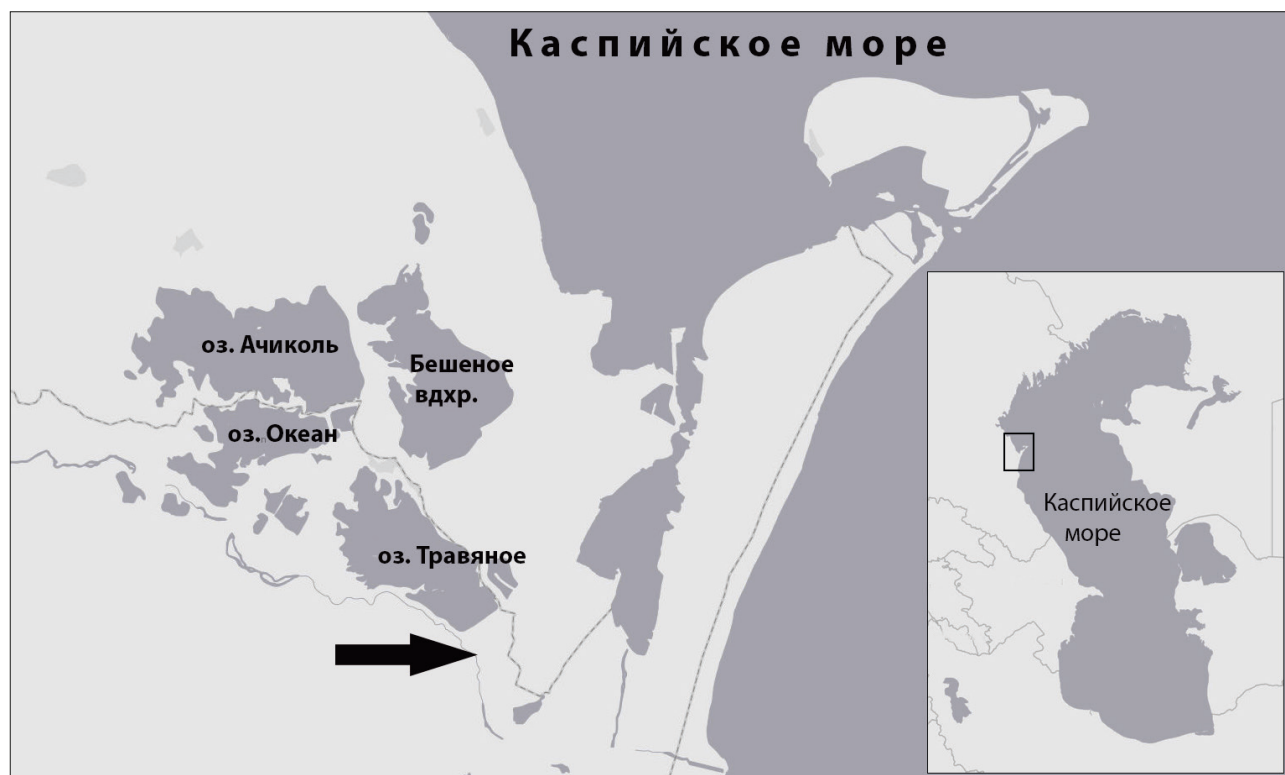 Каспийское море
оз. Ачиколь
Бешеное
вдхр.
оз. Океан
оз. Травяное
Каспийское
море